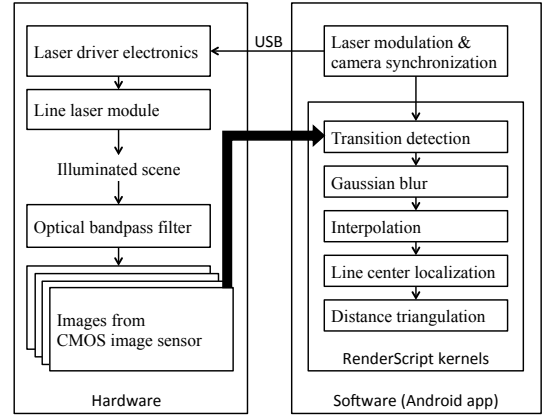 Laser driver electronics
Line laser module
Illuminated scene
Optical bandpass filter
Images from
CMOS image sensor
Hardware
USB
Laser modulation &
camera synchronization
Transition detection
Gaussian blur
Interpolation
Line center localization
Distance triangulation
RenderScript kernels
Software (Android app)